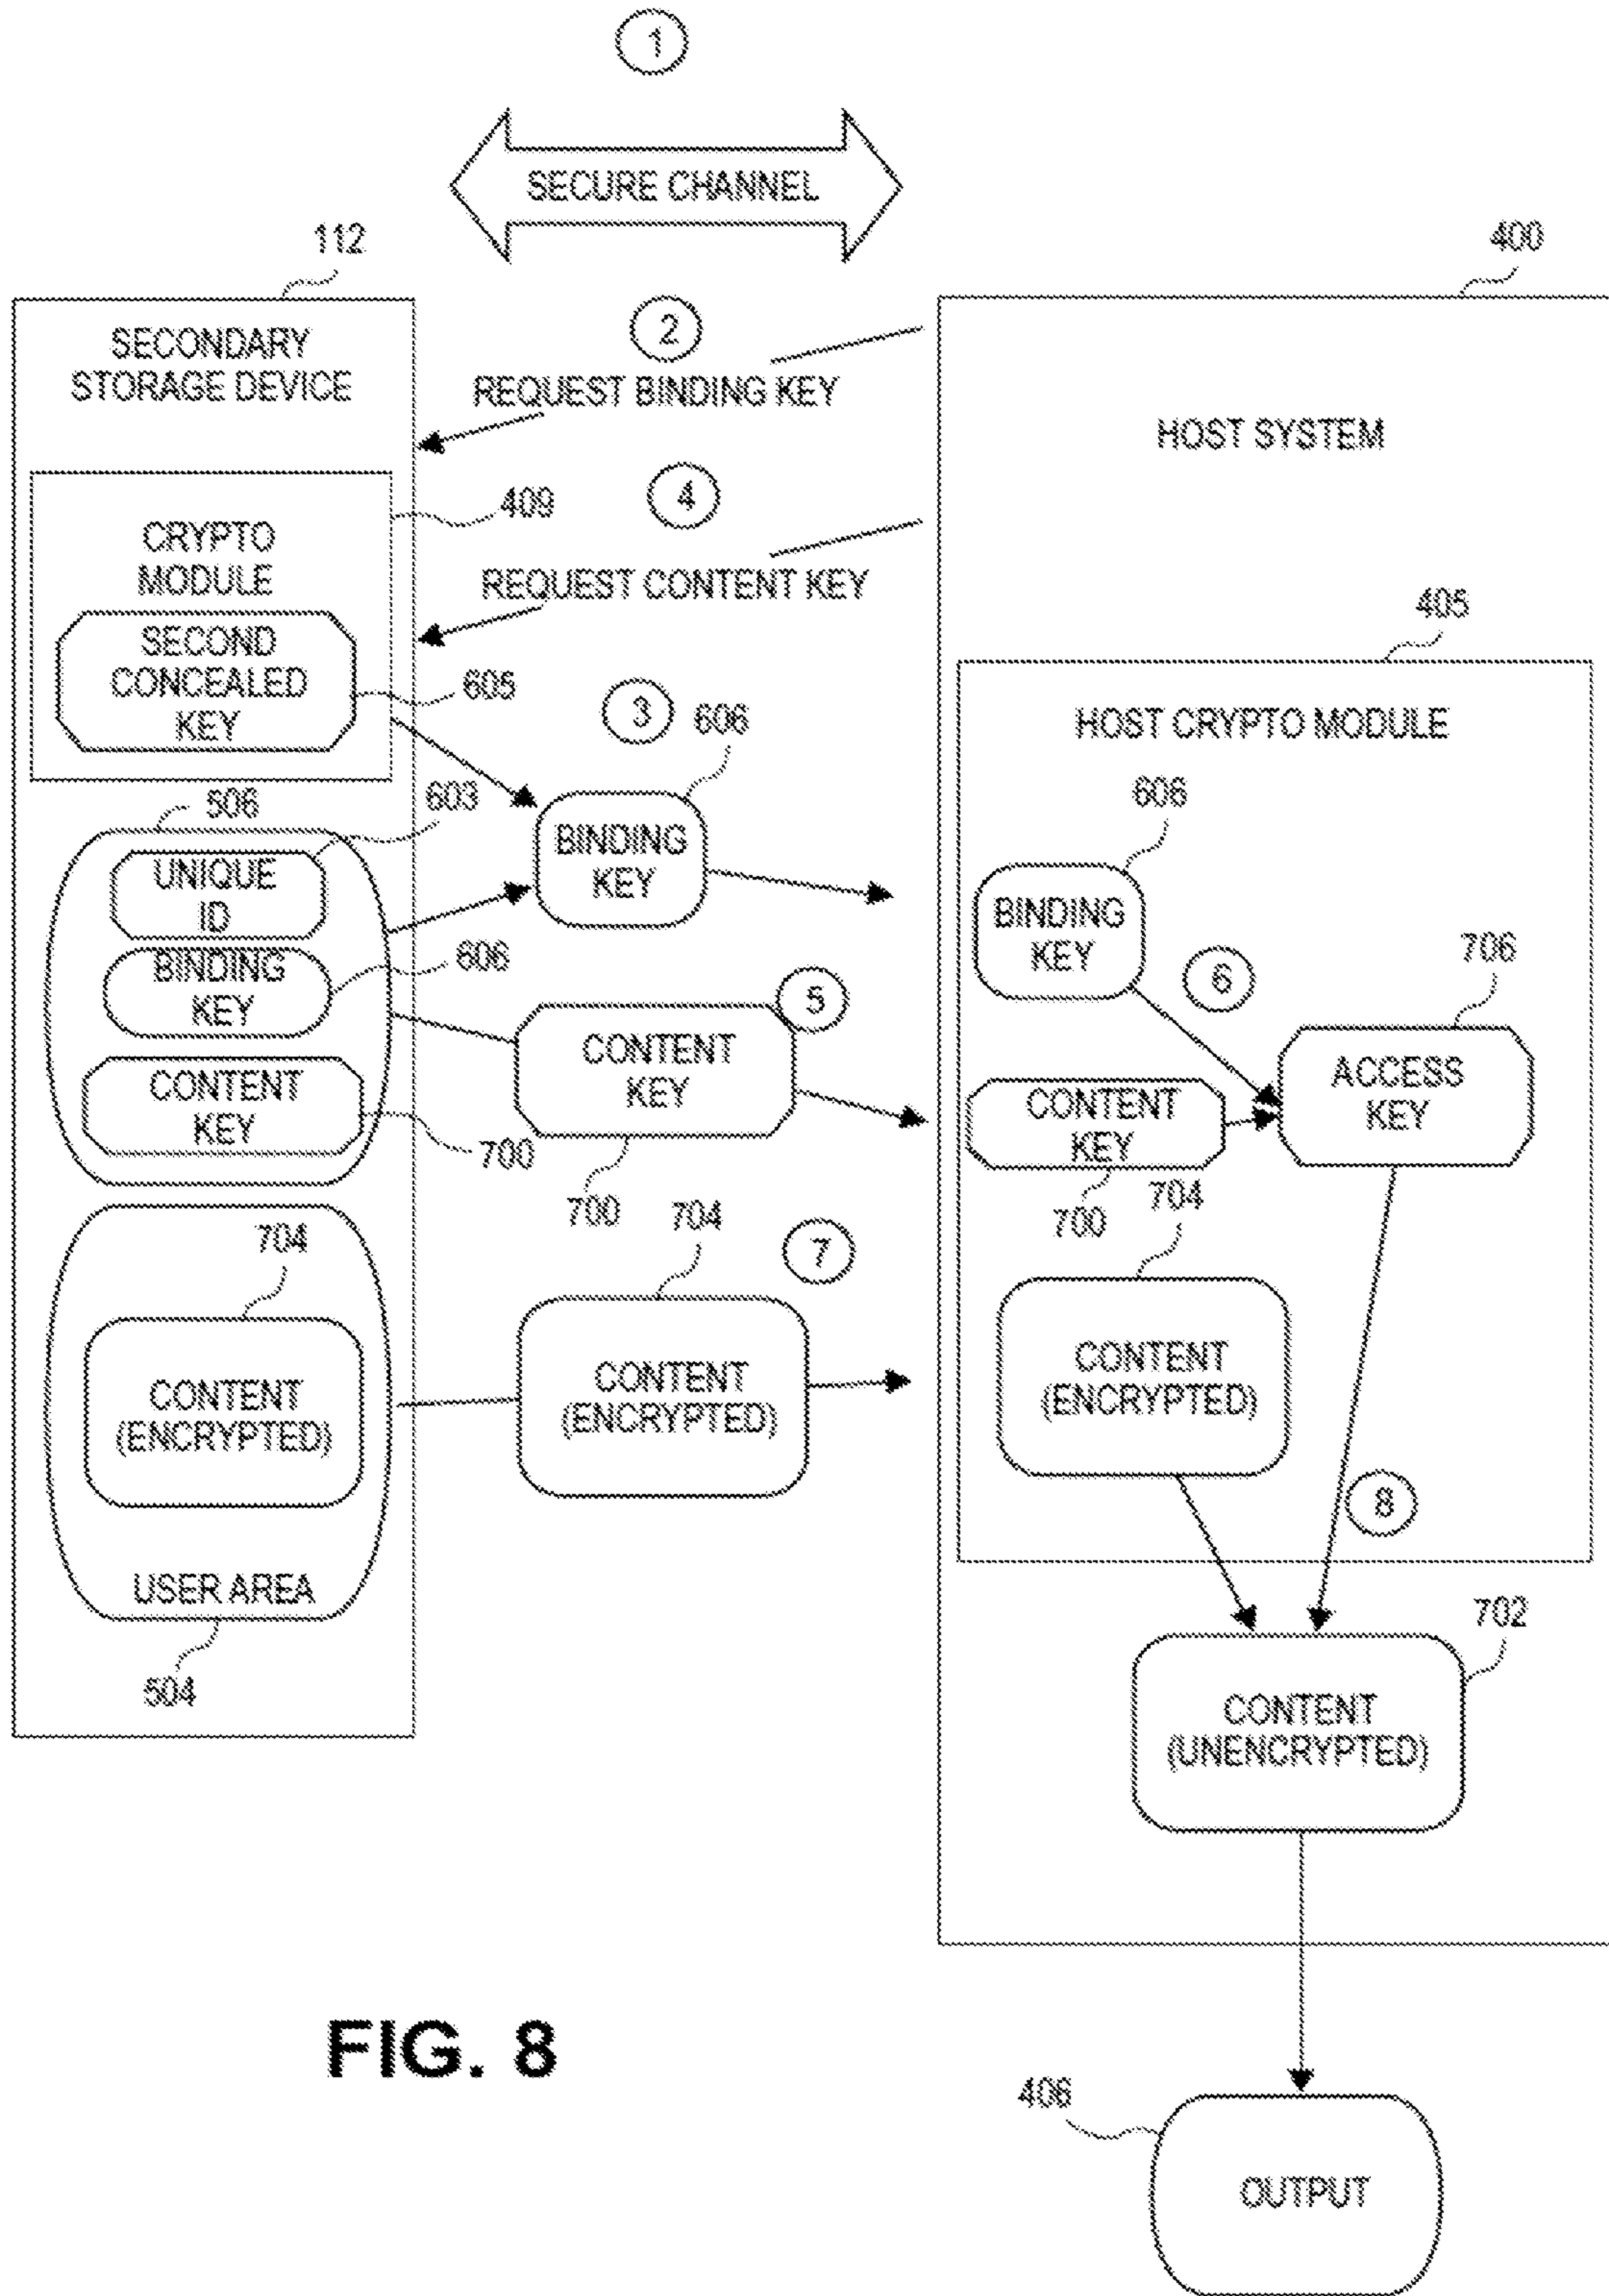 1
SECURE CHANNEL
112
400
SECONDARY
STORAGE DEVICE
2
REQUEST BINDING KEY
HOST SYSTEM
409
4
CRYPTO
MODULE
REQUEST CONTENT KEY
405
SECOND
CONCEALED
KEY
605
3
606
HOST CRYPTO MODULE
506
603
606
UNIQUE
ID
BINDING
KEY
BINDING
KEY
BINDING
KEY
606
5
6
706
CONTENT
KEY
ACCESS
KEY
CONTENT
KEY
CONTENT
KEY
700
700
700
704
704
704
7
CONTENT
(ENCRYPTED)
CONTENT
(ENCRYPTED)
CONTENT
(ENCRYPTED)
8
USER AREA
504
702
CONTENT
(UNENCRYPTED)
FIG. 8
406
OUTPUT